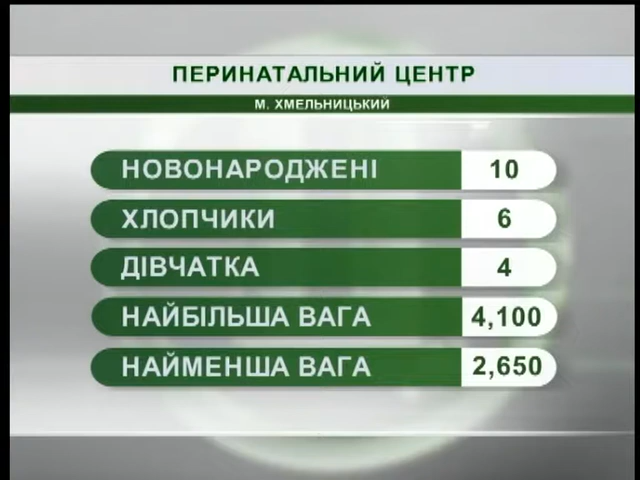 ПЕРИНАТАЛЬНИЙ ЦЕНТР
М. ХМЕЛЬНИЦЬКИЙ
НОВОНАРОДЖЕНІ 10
ХЛОПЧИКИ 6
ДІВЧАТКА 4
НАЙБІЛЬША ВАГА 4,100
НАЙМЕНША ВАГА 2,650